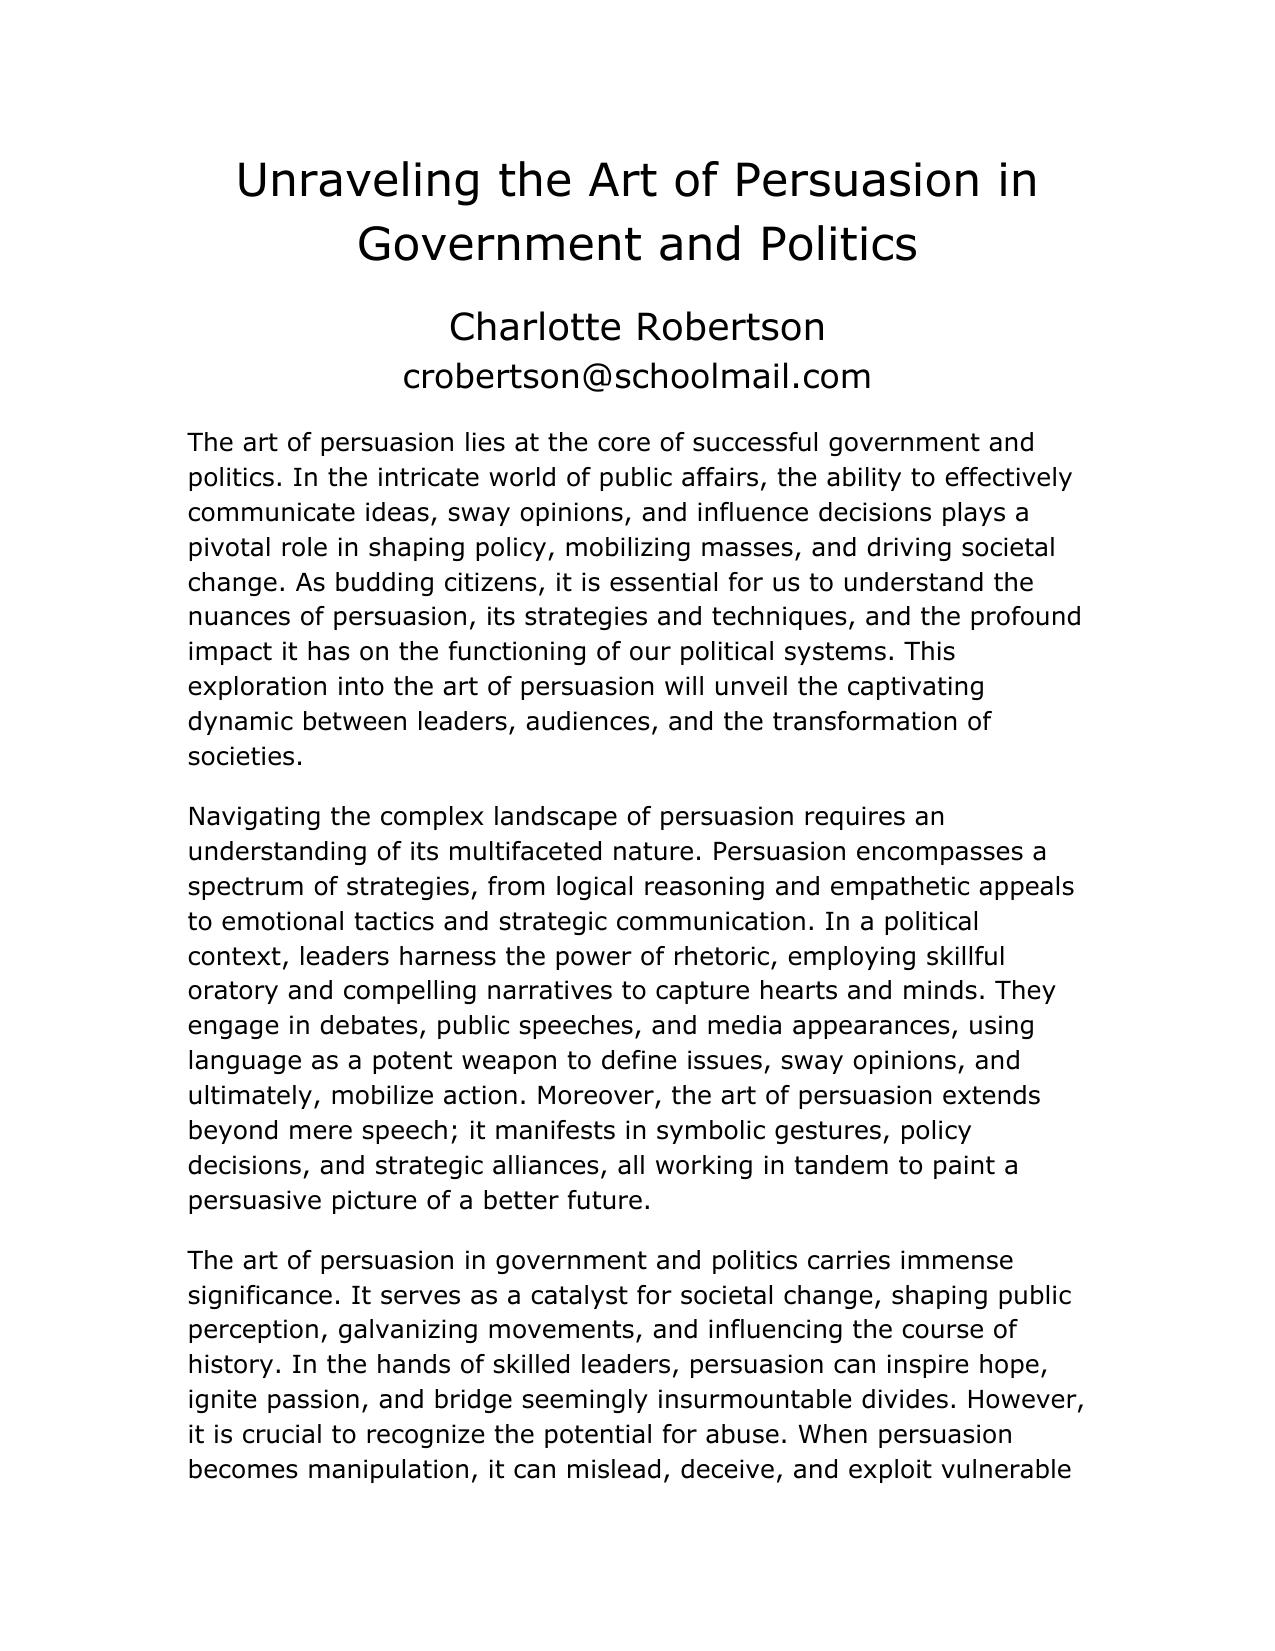 Unraveling the Art of Persuasion in
Government and Politics
Charlotte Robertson
crobertson@schoolmail.com
The art of persuasion lies at the core of successful government and
politics. In the intricate world of public affairs, the ability to effectively
communicate ideas, sway opinions, and influence decisions plays a
pivotal role in shaping policy, mobilizing masses, and driving societal
change. As budding citizens, it is essential for us to understand the
nuances of persuasion, its strategies and techniques, and the profound
impact it has on the functioning of our political systems. This
exploration into the art of persuasion will unveil the captivating
dynamic between leaders, audiences, and the transformation of
societies.
Navigating the complex landscape of persuasion requires an
understanding of its multifaceted nature. Persuasion encompasses a
spectrum of strategies, from logical reasoning and empathetic appeals
to emotional tactics and strategic communication. In a political
context, leaders harness the power of rhetoric, employing skillful
oratory and compelling narratives to capture hearts and minds. They
engage in debates, public speeches, and media appearances, using
language as a potent weapon to define issues, sway opinions, and
ultimately, mobilize action. Moreover, the art of persuasion extends
beyond mere speech; it manifests in symbolic gestures, policy
decisions, and strategic alliances, all working in tandem to paint a
persuasive picture of a better future.
The art of persuasion in government and politics carries immense
significance. It serves as a catalyst for societal change, shaping public
perception, galvanizing movements, and influencing the course of
history. In the hands of skilled leaders, persuasion can inspire hope,
ignite passion, and bridge seemingly insurmountable divides. However,
it is crucial to recognize the potential for abuse. When persuasion
becomes manipulation, it can mislead, deceive, and exploit vulnerable